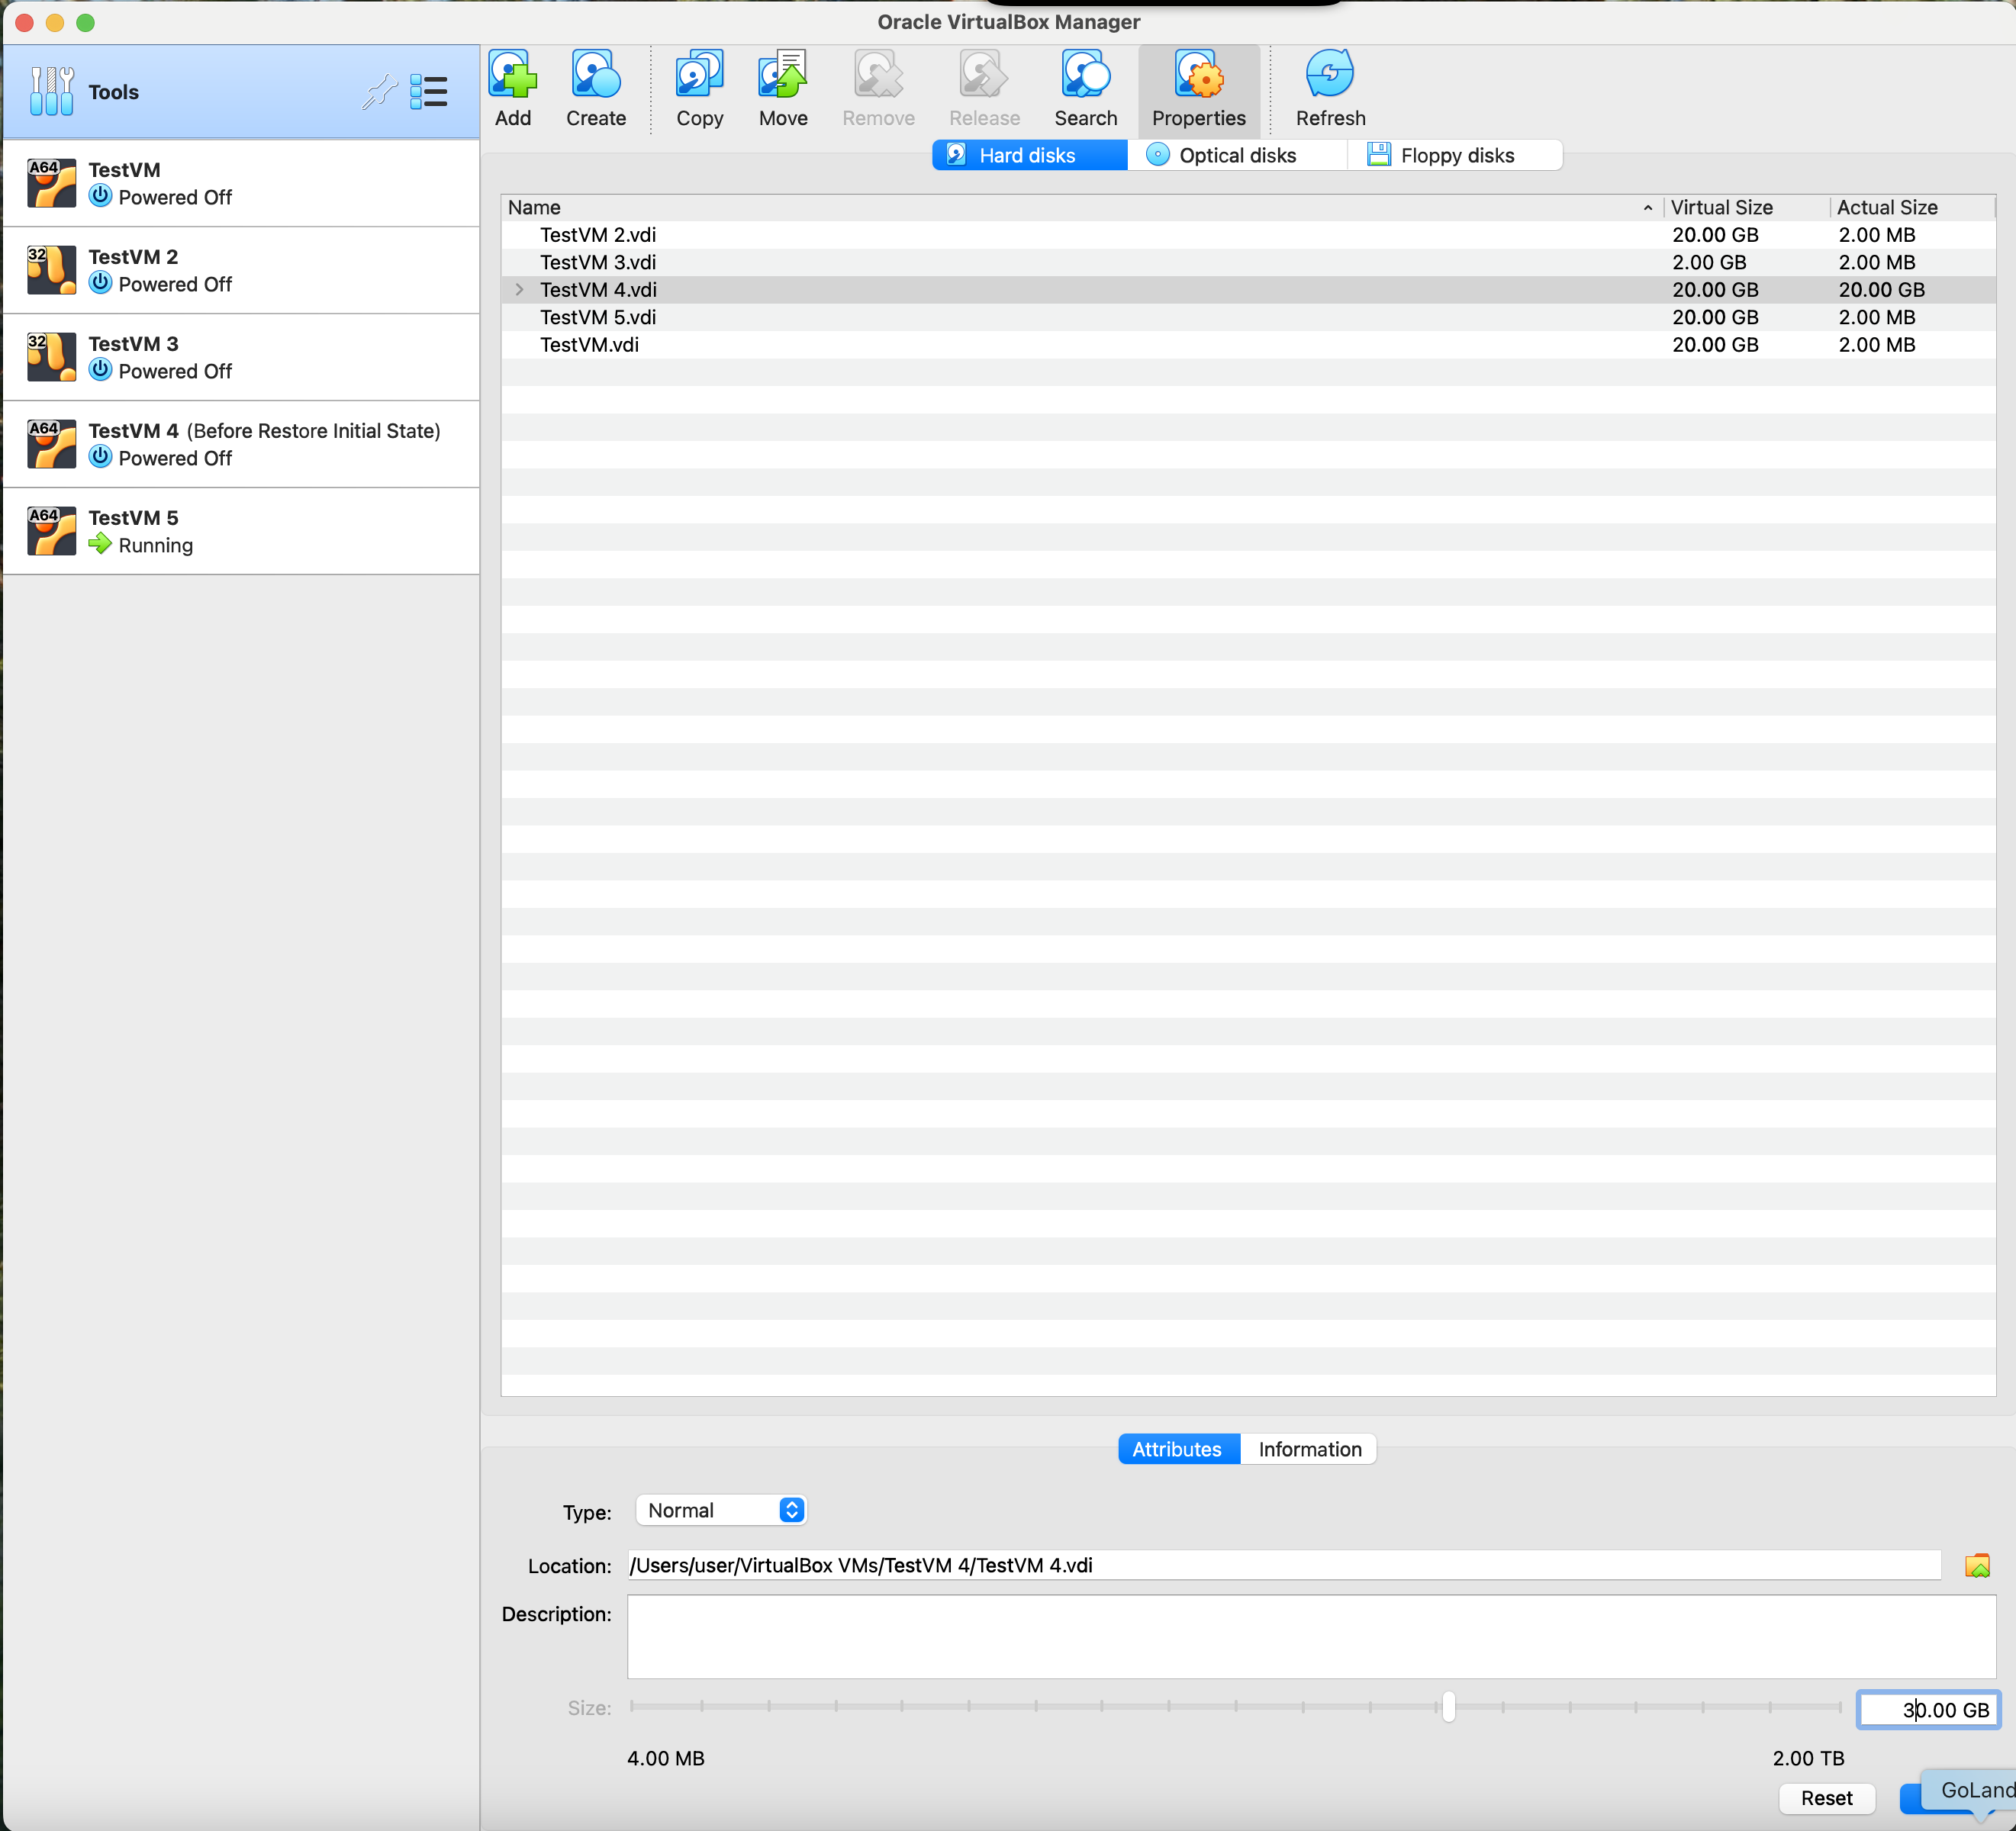 Oracle VirtualBox Manager
Tools
Add
Create
Copy
Move
Remove
Release
Search
Properties
Refresh
A64
TestVM
Powered Off
32
TestVM 2
Powered Off
32
TestVM 3
Powered Off
A64
TestVM 4 (Before Restore Initial State)
Powered Off
A64
TestVM 5
Running
Hard disks
Optical disks
Floppy disks
Name Virtual Size Actual Size
TestVM 2.vdi 20.00 GB 2.00 MB
TestVM 3.vdi 2.00 GB 2.00 MB
TestVM 4.vdi 20.00 GB 20.00 GB
TestVM 5.vdi 20.00 GB 2.00 MB
TestVM.vdi 20.00 GB 2.00 MB
Attributes
Information
Type: Normal
Location: /Users/user/VirtualBox VMs/TestVM 4/TestVM 4.vdi
Description:
Size: 30.00 GB
4.00 MB 2.00 TB
Reset
GoLand